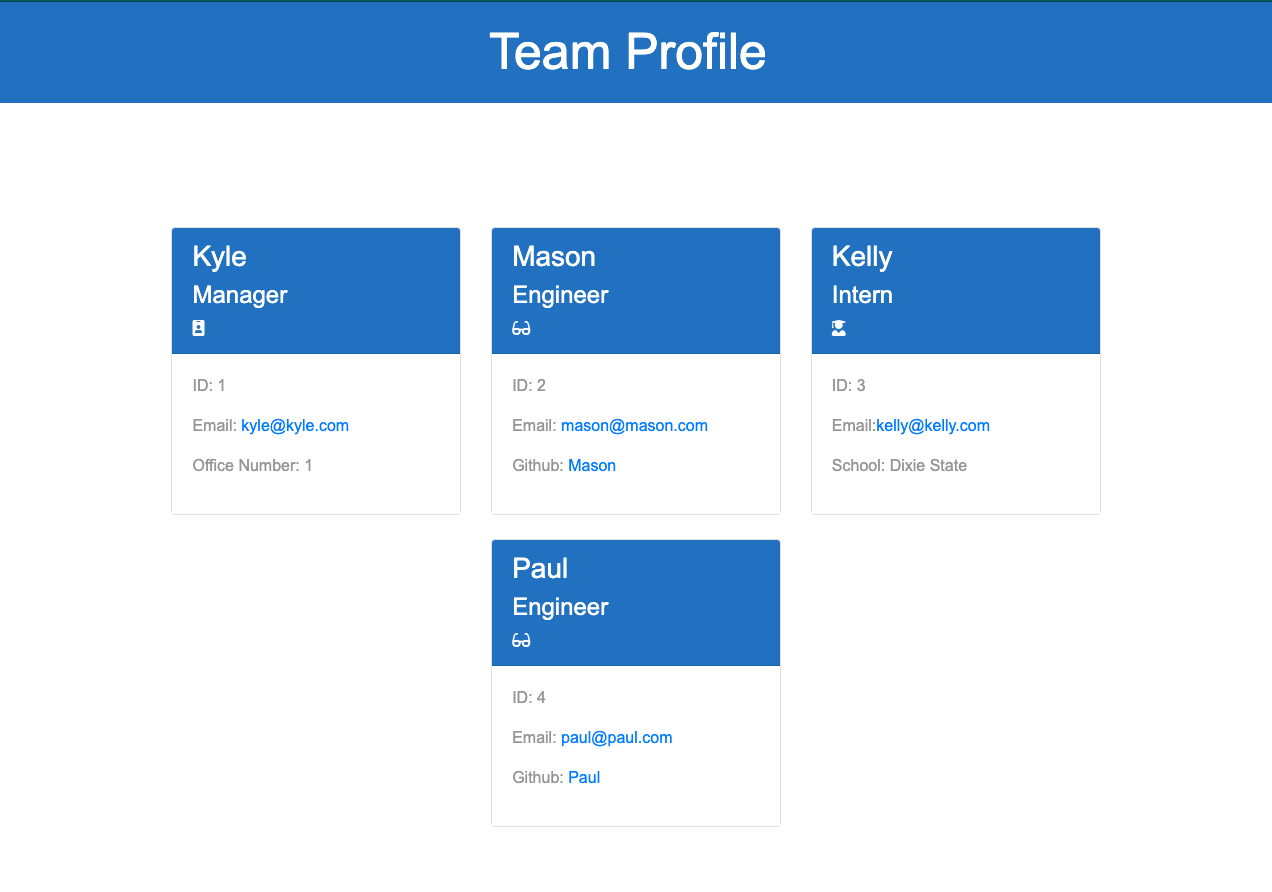 Team Profile
Kyle
Manager
ID: 1
Email: kyle@kyle.com
Office Number: 1
Mason
Engineer
ID: 2
Email: mason@mason.com
Github: Mason
Kelly
Intern
ID: 3
Email:kelly@kelly.com
School: Dixie State
Paul
Engineer
ID: 4
Email: paul@paul.com
Github: Paul